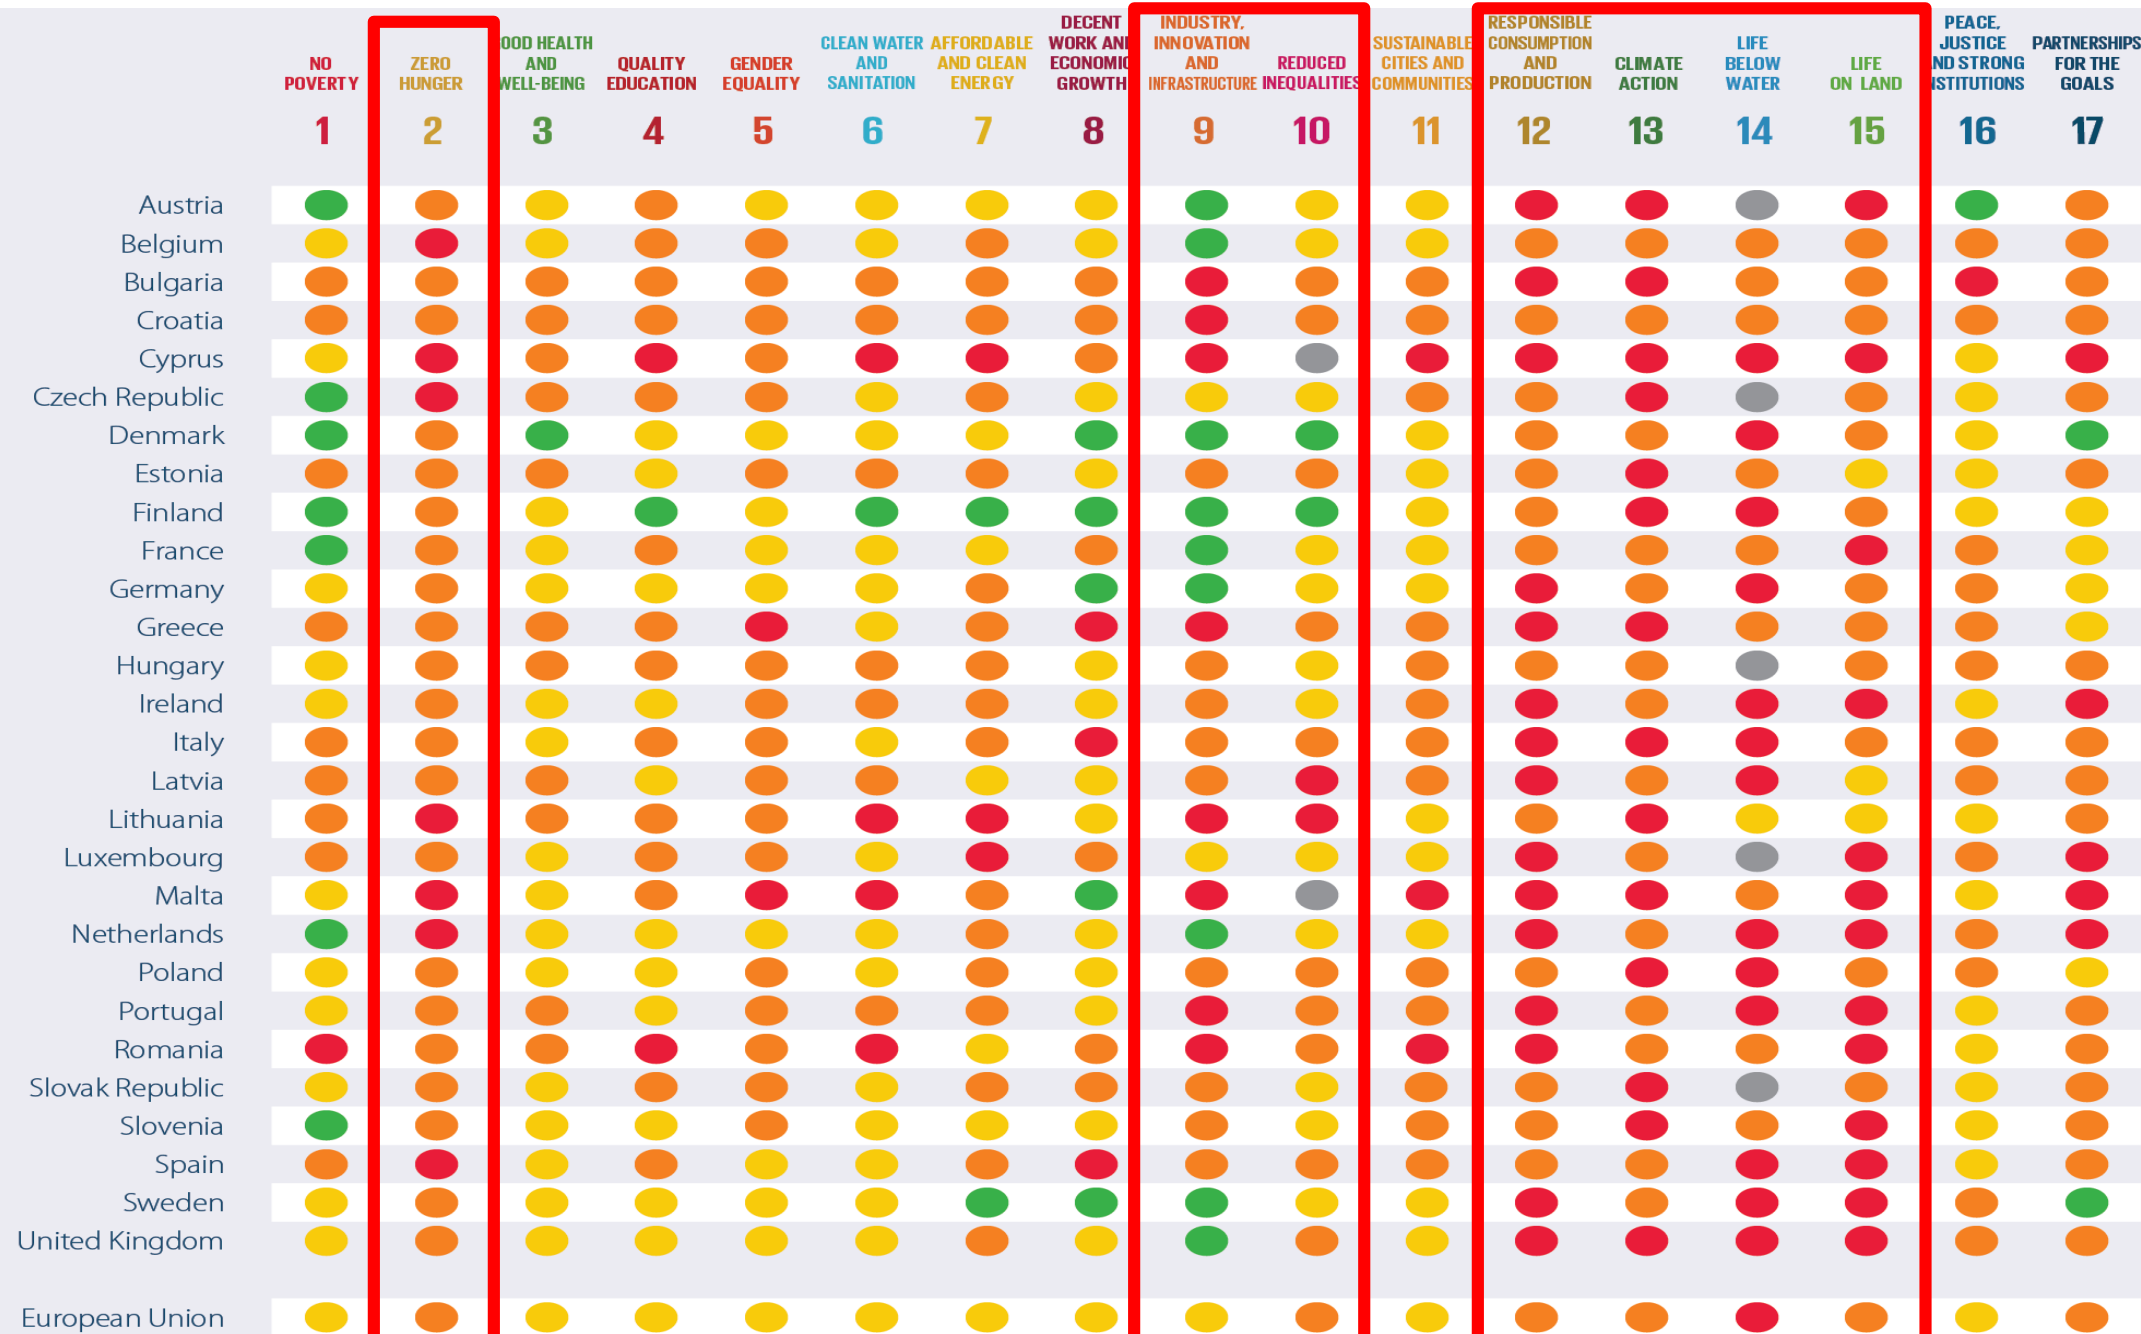 NO
POVERTY
1
ZERO
HUNGER
2
OOD HEALTH
AND
WELL-BEING
3
QUALITY
EDUCATION
4
GENDER
EQUALITY
5
CLEAN WATER
AND
SANITATION
6
AFFORDABLE
AND CLEAN
ENERGY
7
DECENT
WORK AND
ECONOMIC
GROWTH
8
INDUSTRY,
INNOVATION
AND
INFRASTRUCTURE
9
REDUCED
INEQUALITIES
10
SUSTAINABLE
CITIES AND
COMMUNITIES
11
RESPONSIBLE
CONSUMPTION
AND
PRODUCTION
12
CLIMATE
ACTION
13
LIFE
BELOW
WATER
14
LIFE
ON LAND
15
PEACE,
JUSTICE
ND STRONG
NSTITUTIONS
16
PARTNERSHIPS
FOR THE
GOALS
17
Austria
Belgium
Bulgaria
Croatia
Cyprus
Czech Republic
Denmark
Estonia
Finland
France
Germany
Greece
Hungary
Ireland
Italy
Latvia
Lithuania
Luxembourg
Malta
Netherlands
Poland
Portugal
Romania
Slovak Republic
Slovenia
Spain
Sweden
United Kingdom
European Union